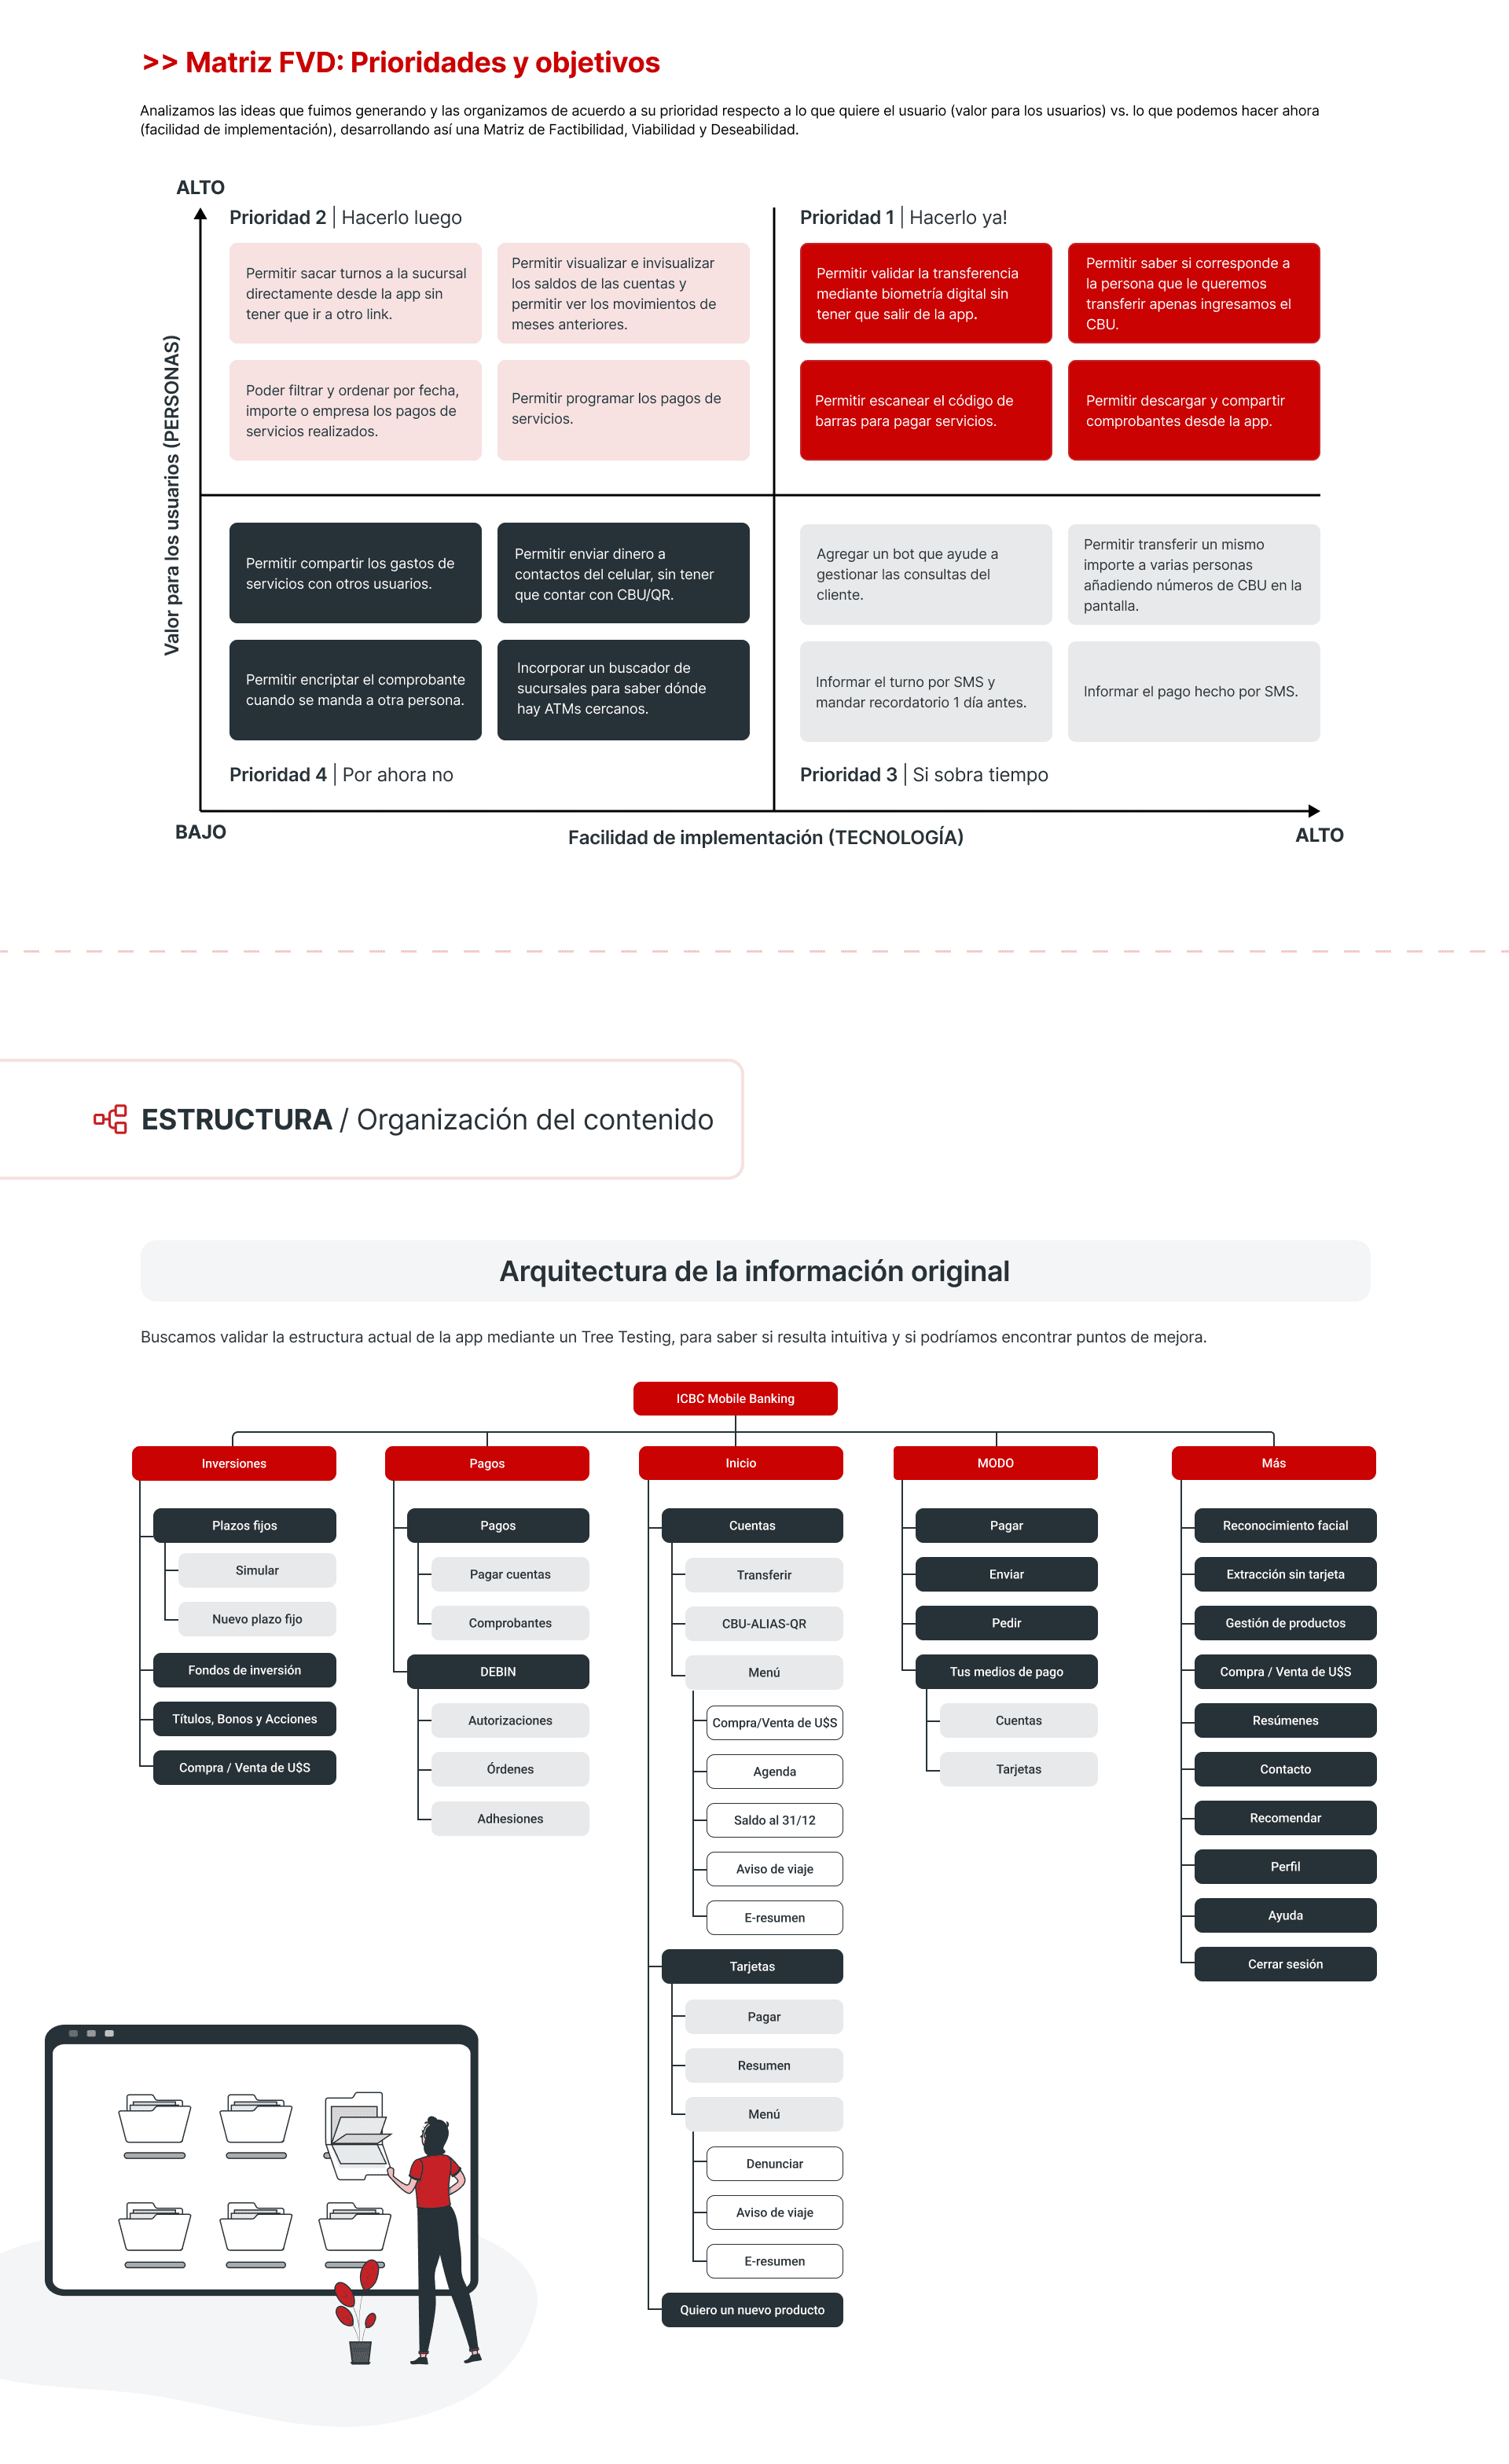 >> Matriz FVD: Prioridades y objetivos
Analizamos las ideas que fuimos generando y las organizamos de acuerdo a su prioridad respecto a lo que quiere el usuario (valor para los usuarios) vs. lo que podemos hacer ahora
(facilidad de implementación), desarrollando así una Matriz de Factibilidad, Viabilidad y Deseabilidad.
ALTO
Valor para los usuarios (PERSONAS)
Prioridad 2 | Hacerlo luego
Permitir sacar turnos a la sucursal
directamente desde la app sin
tener que ir a otro link.
Permitir visualizar e invisualizar
los saldos de las cuentas y
permitir ver los movimientos de
meses anteriores.
Poder filtrar y ordenar por fecha,
importe o empresa los pagos de
servicios realizados.
Permitir programar los pagos de
servicios.
Prioridad 1 | Hacerlo ya!
Permitir validar la transferencia
mediante biometría digital sin
tener que salir de la app.
Permitir saber si corresponde a
la persona que le queremos
transferir apenas ingresamos el
CBU.
Permitir escanear el código de
barras para pagar servicios.
Permitir descargar y compartir
comprobantes desde la app.
Permitir compartir los gastos de
servicios con otros usuarios.
Permitir enviar dinero a
contactos del celular, sin tener
que contar con CBU/QR.
Permitir encriptar el comprobante
cuando se manda a otra persona.
Incorporar un buscador de
sucursales para saber dónde
hay ATMs cercanos.
Prioridad 4 | Por ahora no
Agregar un bot que ayude a
gestionar las consultas del
cliente.
Permitir transferir un mismo
importe a varias personas
añadiendo números de CBU en la
pantalla.
Informar el turno por SMS y
mandar recordatorio 1 día antes.
Informar el pago hecho por SMS.
Prioridad 3 | Si sobra tiempo
BAJO
Facilidad de implementación (TECNOLOGÍA)
ALTO
ESTRUCTURA / Organización del contenido
Arquitectura de la información original
Buscamos validar la estructura actual de la app mediante un Tree Testing, para saber si resulta intuitiva y si podríamos encontrar puntos de mejora.
ICBC Mobile Banking
Inversiones
Plazos fijos
Simular
Nuevo plazo fijo
Fondos de inversión
Títulos, Bonos y Acciones
Compra / Venta de U$S
Pagos
Pagos
Pagar cuentas
Comprobantes
DEBIN
Autorizaciones
Órdenes
Adhesiones
Inicio
Cuentas
Transferir
CBU-ALIAS-QR
Menú
Compra/Venta de U$S
Agenda
Saldo al 31/12
Aviso de viaje
E-resumen
Tarjetas
Pagar
Resumen
Menú
Denunciar
Aviso de viaje
E-resumen
Quiero un nuevo producto
MODO
Pagar
Enviar
Pedir
Tus medios de pago
Cuentas
Tarjetas
Más
Reconocimiento facial
Extracción sin tarjeta
Gestión de productos
Compra / Venta de U$S
Resúmenes
Contacto
Recomendar
Perfil
Ayuda
Cerrar sesión